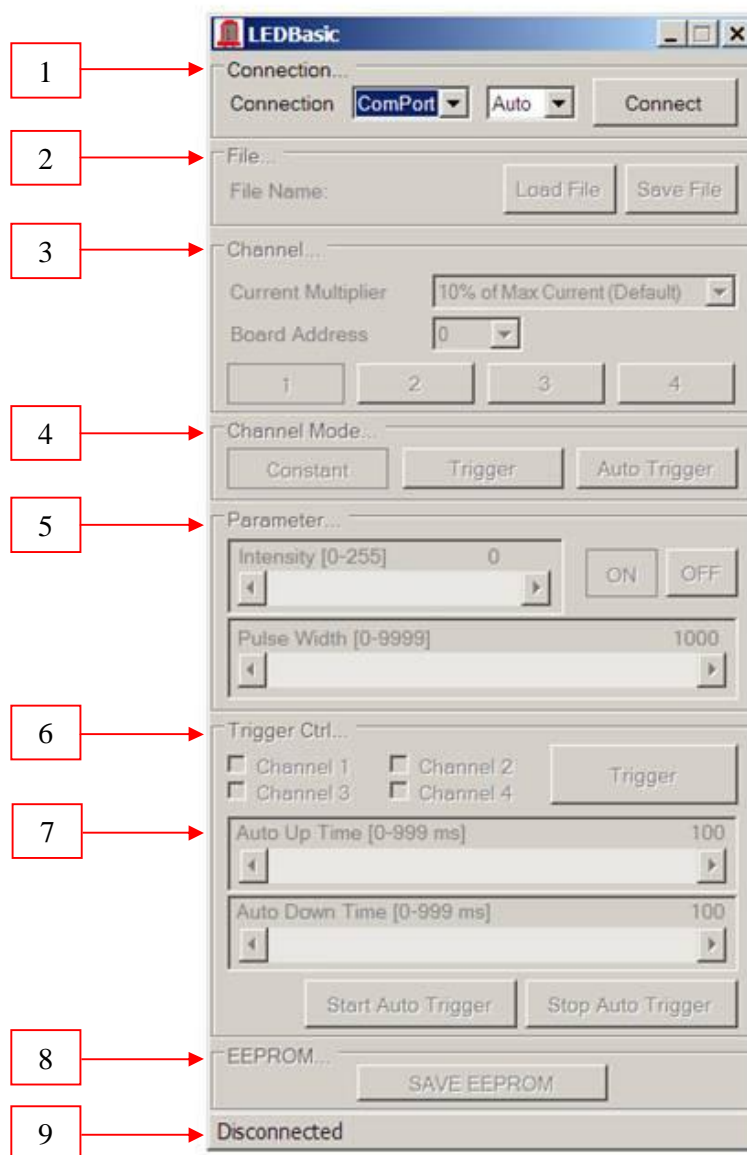 LEDBasic
1
Connection...
Connection ComPort Auto Connect
2
File...
File Name: Load File Save File
3
Channel...
Current Multiplier 10% of Max Current (Default)
Board Address 0
1 2 3 4
4
Channel Mode...
Constant Trigger Auto Trigger
5
Parameter...
Intensity [0-255] 0 ON OFF
Pulse Width [0-9999] 1000
6
Trigger Ctrl...
Channel 1 Channel 2 Trigger
Channel 3 Channel 4
7
Auto Up Time [0-999 ms] 100
Auto Down Time [0-999 ms] 100
Start Auto Trigger Stop Auto Trigger
8
EEPROM...
SAVE EEPROM
9
Disconnected